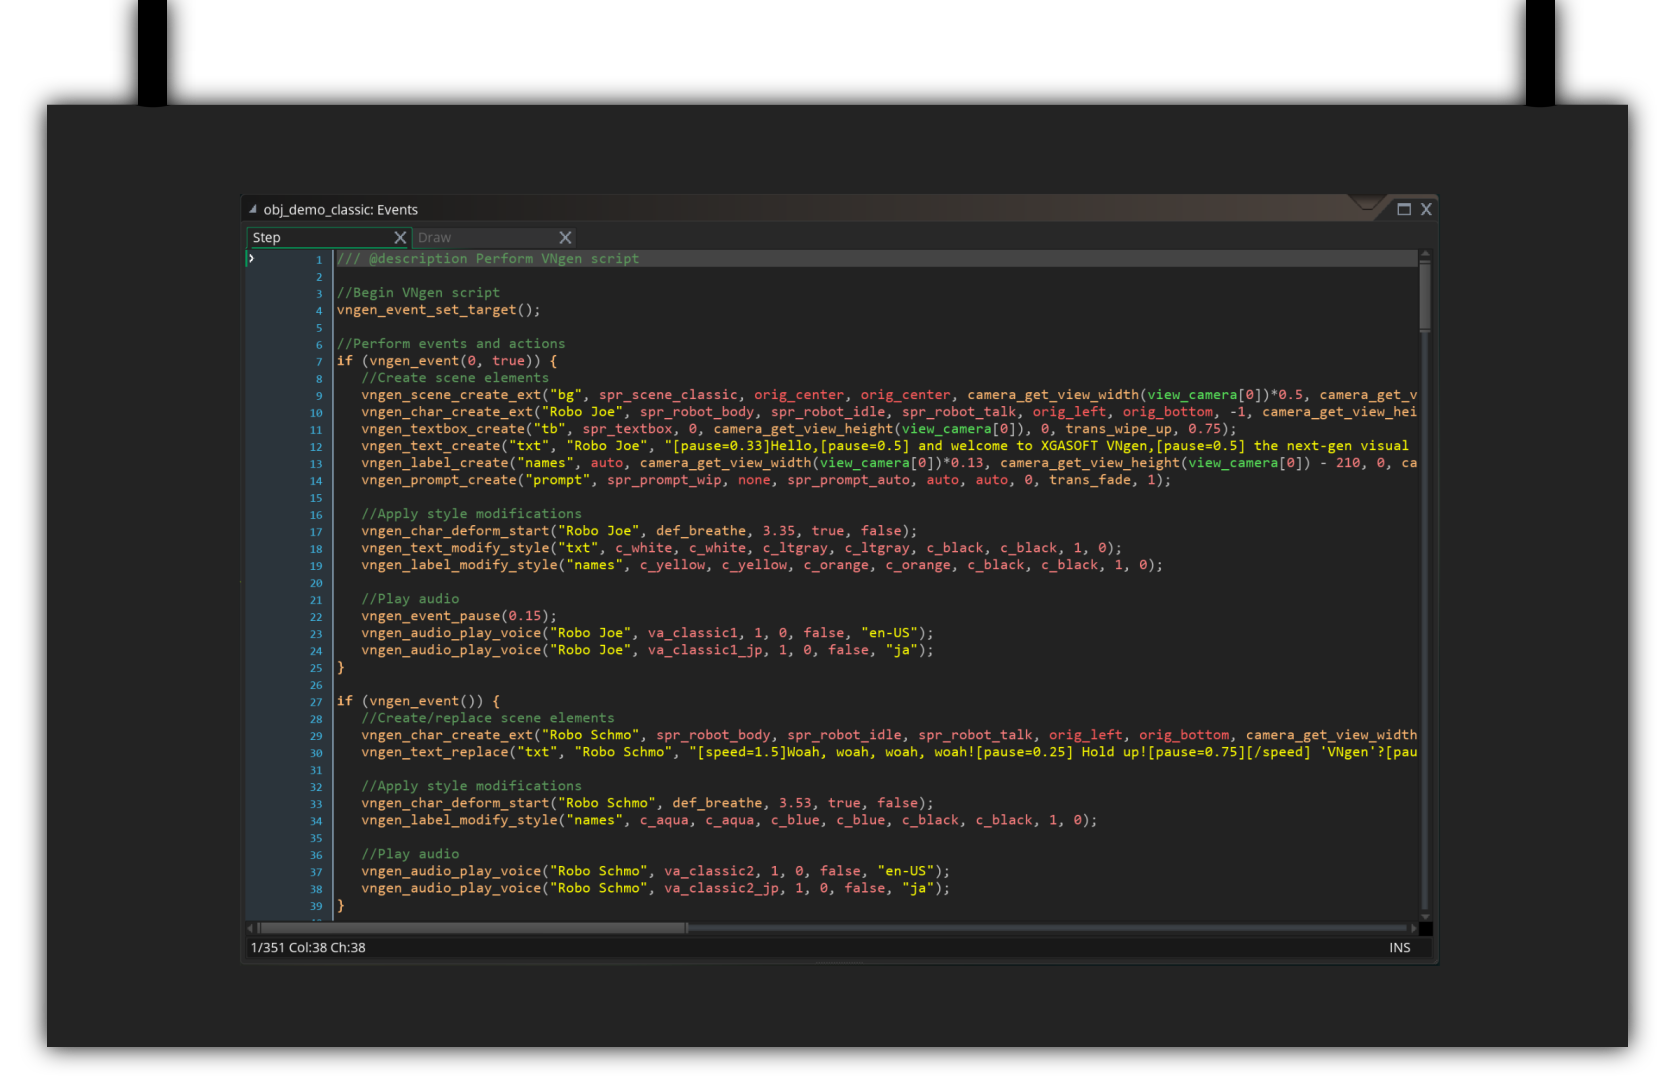 obj_demo_classic: Events
Step Draw
1 /// @description Perform VNgen script
2
3 //Begin VNgen script
4 vngen_event_set_target();
5
6 //Perform events and actions
7 if (vngen_event(0, true)) {
8 //Create scene elements
9 vngen_scene_create_ext("bg", spr_scene_classic, orig_center, orig_center, camera_get_view_width(view_camera[0])*0.5, camera_get_v
10 vngen_char_create_ext("Robo Joe", spr_robot_body, spr_robot_idle, spr_robot_talk, orig_left, orig_bottom, -1, camera_get_view_hei
11 vngen_textbox_create("tb", spr_textbox, 0, camera_get_view_height(view_camera[0]), 0, trans_wipe_up, 0.75);
12 vngen_text_create("txt", "Robo Joe", "[pause=0.33]Hello,[pause=0.5] and welcome to XGASOFT VNgen,[pause=0.5] the next-gen visual
13 vngen_label_create("names", auto, camera_get_view_width(view_camera[0])*0.13, camera_get_view_height(view_camera[0]) - 210, 0, ca
14 vngen_prompt_create("prompt", spr_prompt_wip, none, spr_prompt_auto, auto, auto, 0, trans_fade, 1);
15
16 //Apply style modifications
17 vngen_char_deform_start("Robo Joe", def_breathe, 3.35, true, false);
18 vngen_text_modify_style("txt", c_white, c_white, c_ltgray, c_ltgray, c_black, c_black, 1, 0);
19 vngen_label_modify_style("names", c_yellow, c_yellow, c_orange, c_orange, c_black, c_black, 1, 0);
20
21 //Play audio
22 vngen_event_pause(0.15);
23 vngen_audio_play_voice("Robo Joe", va_classic1, 1, 0, false, "en-US");
24 vngen_audio_play_voice("Robo Joe", va_classic1_jp, 1, 0, false, "ja");
25 }
26
27 if (vngen_event()) {
28 //Create/replace scene elements
29 vngen_char_create_ext("Robo Schmo", spr_robot_body, spr_robot_idle, spr_robot_talk, orig_left, orig_bottom, camera_get_view_width
30 vngen_text_replace("txt", "Robo Schmo", "[speed=1.5]Woah, woah, woah, woah![pause=0.25] Hold up![pause=0.75][/speed] 'VNgen'?[pau
31
32 //Apply style modifications
33 vngen_char_deform_start("Robo Schmo", def_breathe, 3.53, true, false);
34 vngen_label_modify_style("names", c_aqua, c_aqua, c_blue, c_blue, c_black, c_black, 1, 0);
35
36 //Play audio
37 vngen_audio_play_voice("Robo Schmo", va_classic2, 1, 0, false, "en-US");
38 vngen_audio_play_voice("Robo Schmo", va_classic2_jp, 1, 0, false, "ja");
39 }
1/351 Col:38 Ch:38 INS